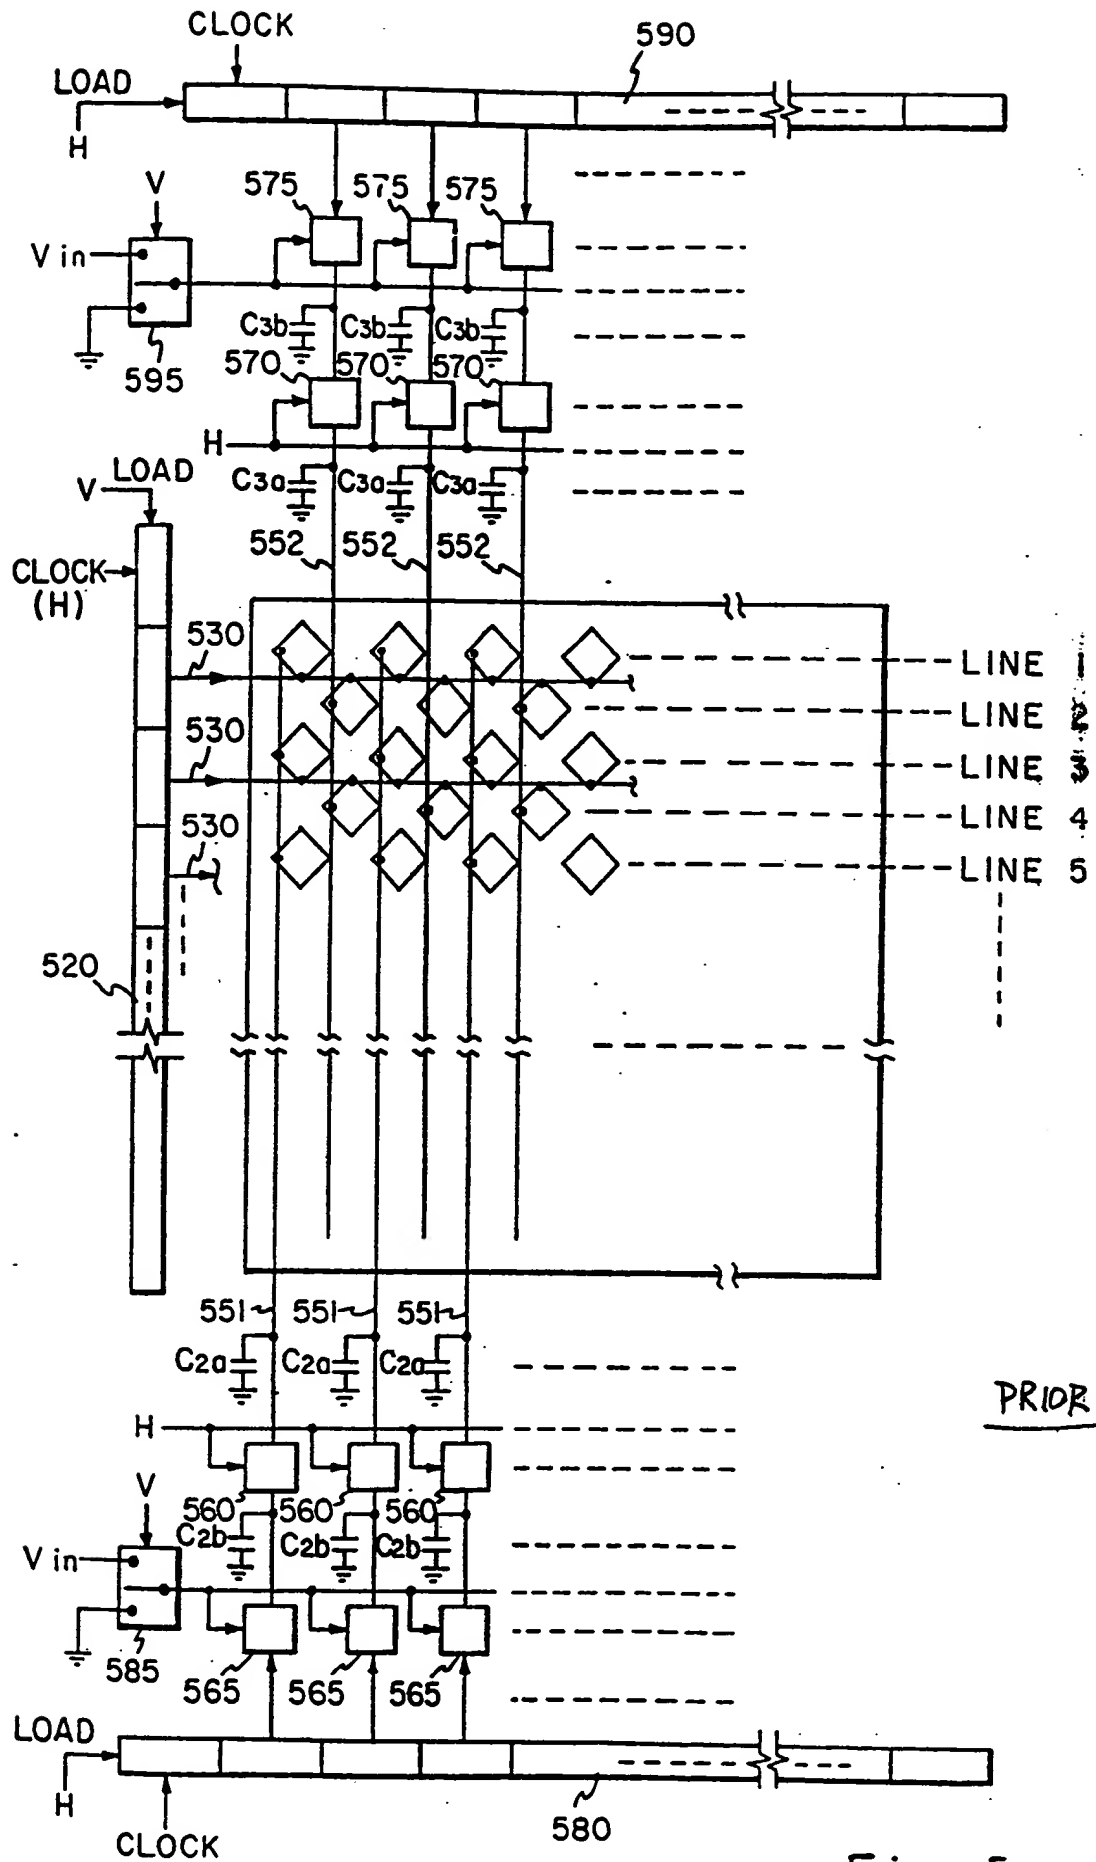 CLOCK
590
LOAD
H
V
575 575 575
V in
C3b C3b C3b
595
570 570 570
H
LOAD
C3a C3a C3a
V
552 552 552
CLOCK
(H)
530
LINE
LINE
530
LINE 3
530
LINE 4
LINE 5
520
551 551 551
C2a C2a C2a
PRIOR
H
V
560 560 560
C2b C2b C2b
V in
585
565 565 565
LOAD
H
580
CLOCK